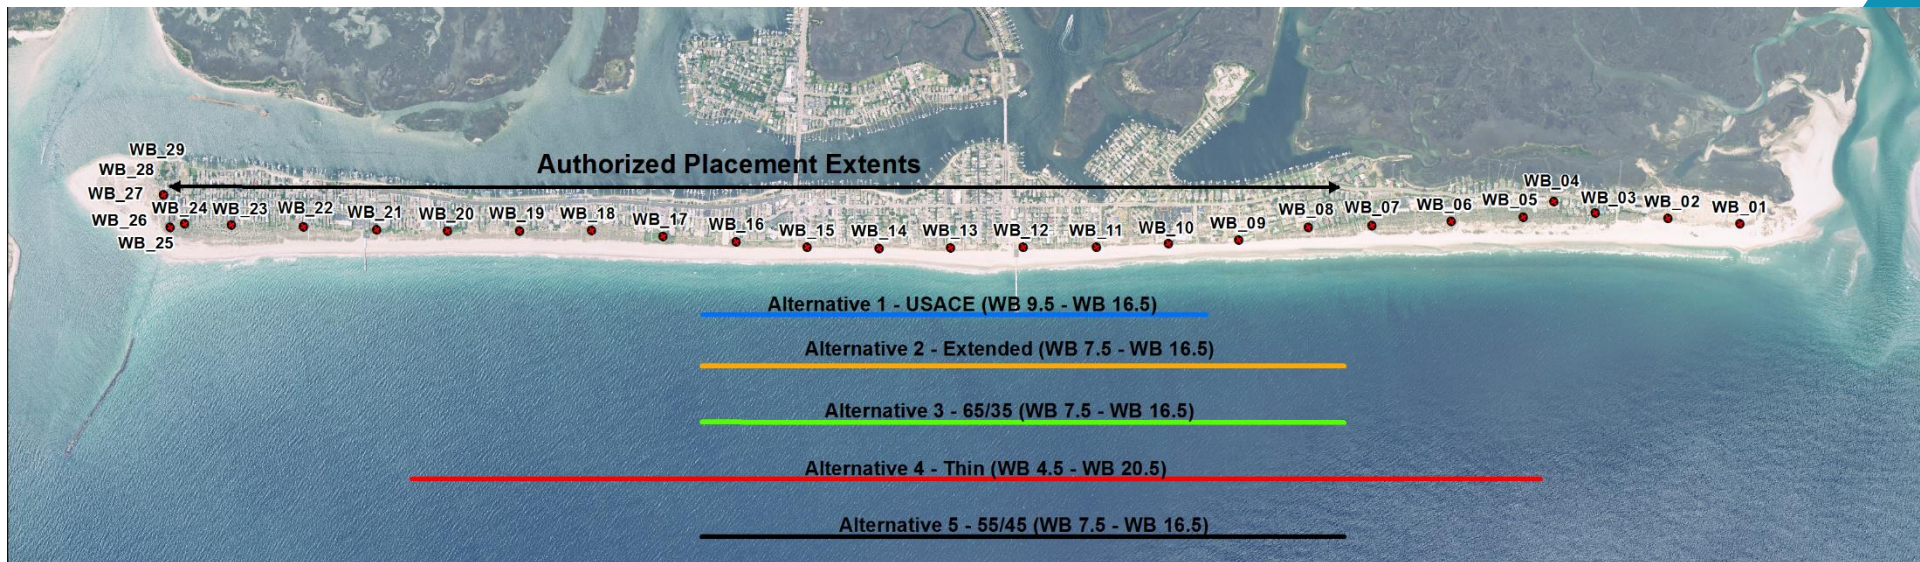 Authorized Placement Extents
WB_29
WB_28
WB_27
WB_26
WB_25
WB_24
WB_23
WB_22
WB_21
WB_20
WB_19
WB_18
WB_17
WB_16
WB_15
WB_14
WB_13
WB_12
WB_11
WB_10
WB_09
WB_08
WB_07
WB_06
WB_05
WB_04
WB_03
WB_02
WB_01
Alternative 1 - USACE (WB 9.5 - WB 16.5)
Alternative 2 - Extended (WB 7.5 - WB 16.5)
Alternative 3 - 65/35 (WB 7.5 - WB 16.5)
Alternative 4 - Thin (WB 4.5 - WB 20.5)
Alternative 5 - 55/45 (WB 7.5 - WB 16.5)